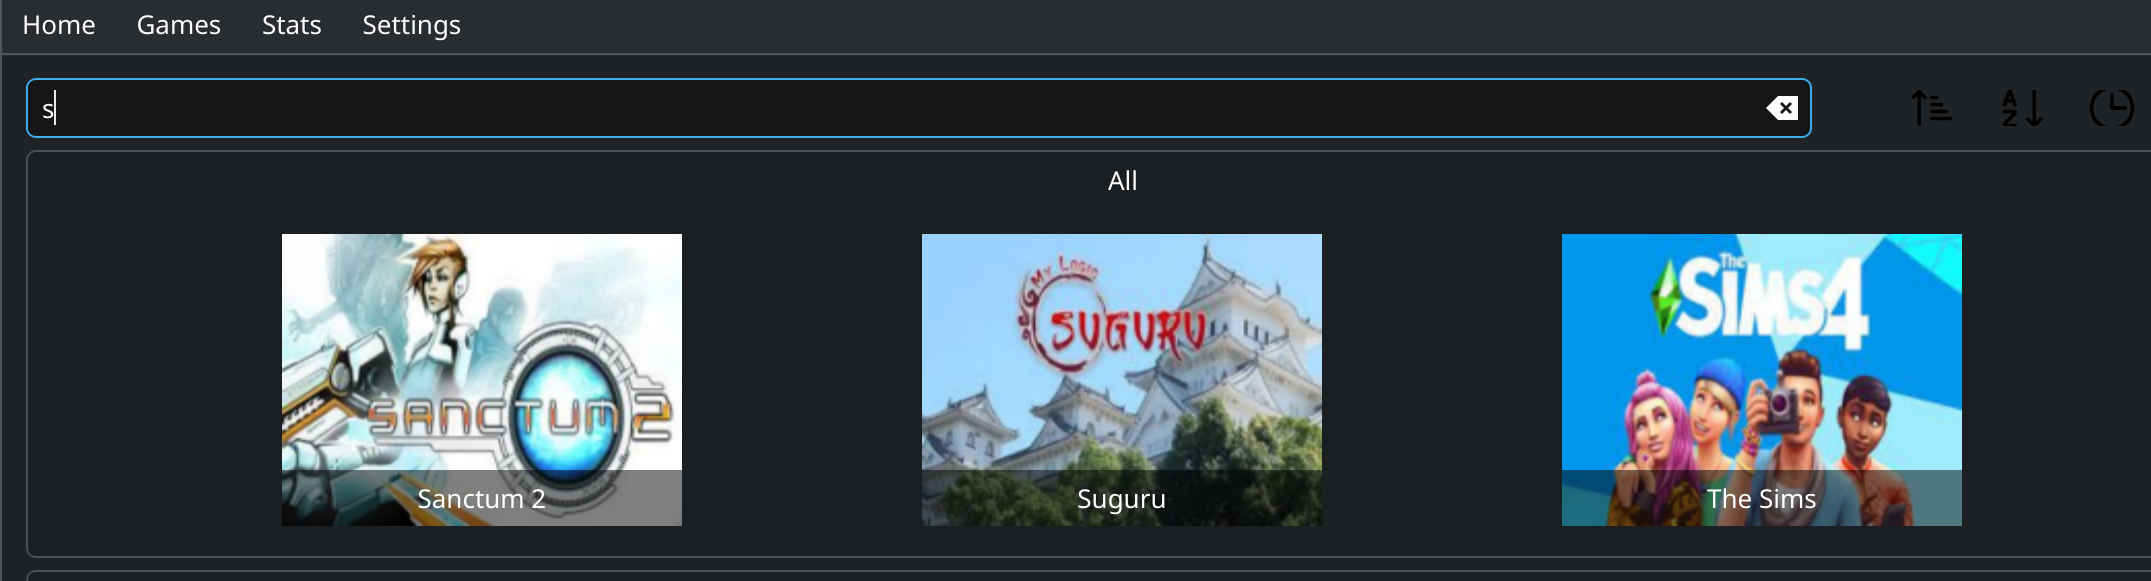 Home Games Stats Settings
s
A
Z
All
SANCTUM 2
Sanctum 2
My Logic
SUGURU
Suguru
The
SiMS4
The Sims